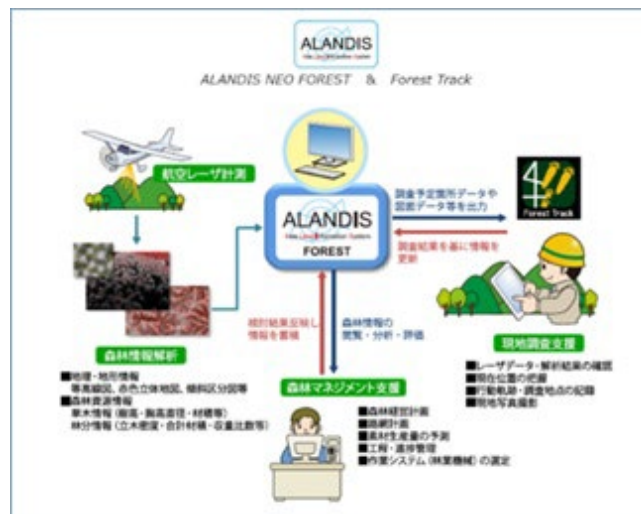 ALANDIS
ALANDIS NEO FOREST & Forest Track
航空レーザ計測
ALANDIS
FOREST
調査予定箇所データや
図面データ等を出力
Forest Track
調査結果を基に情報を
更新
検討結果反映し
情報を蓄積
森林情報の
閲覧・分析・評価
森林情報解析
■地理・地形情報
等高線図、赤色立体地図、傾斜区分図等
■森林資源情報
単木情報（樹高・胸高直径・材積等）
林分情報（立木密度・合計材積・収量比数等）
森林マネジメント支援
■森林経営計画
■路網計画
■素材生産量の予測
■工程・進捗管理
■作業システム（林業機械）の選定
現地調査支援
■レーザデータ・解析結果の確認
■現在位置の把握
■行動軌跡・調査地点の記録
■現地写真撮影